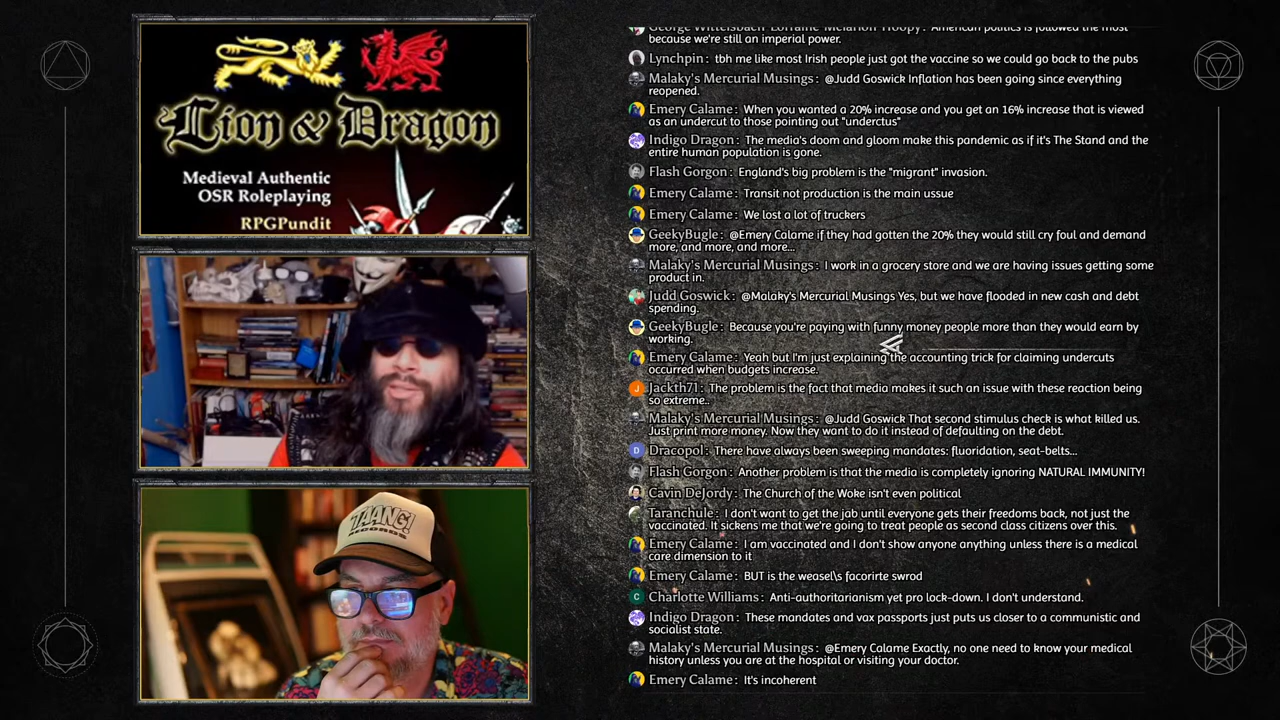 Lion & Dragon
Medieval Authentic
OSR Roleplaying
RPGPundit
TAANG!
RECORDS
American politics is followed the most
because we're still an imperial power.
Lynchpin: tbh me like most Irish people just got the vaccine so we could go back to the pubs
Malaky's Mercurial Musings: @Judd Goswick Inflation has been going since everything
reopened.
Emery Calame: When you wanted a 20% increase and you get an 16% increase that is viewed
as an undercut to those pointing out "underctus"
Indigo Dragon: The media's doom and gloom make this pandemic as if it's The Stand and the
entire human population is gone.
Flash Gorgon: England's big problem is the "migrant" invasion.
Emery Calame: Transit not production is the main ussue
Emery Calame: We lost a lot of truckers
GeekyBugle: @Emery Calame if they had gotten the 20% they would still cry foul and demand
more, and more, and more...
Malaky's Mercurial Musings: I work in a grocery store and we are having issues getting some
product in.
Judd Goswick: @Malaky's Mercurial Musings Yes, but we have flooded in new cash and debt
spending.
GeekyBugle: Because you're paying with funny money people more than they would earn by
working.
Emery Calame: Yeah but I'm just explaining the accounting trick for claiming undercuts
occurred when budgets increase.
J Jackth71: The problem is the fact that media makes it such an issue with these reaction being
so extreme..
Malaky's Mercurial Musings: @Judd Goswick That second stimulus check is what killed us.
Just print more money. Now they want to do it instead of defaulting on the debt.
D Dracopol: There have always been sweeping mandates: fluoridation, seat-belts...
Flash Gorgon: Another problem is that the media is completely ignoring NATURAL IMMUNITY!
Cavin DeJordy: The Church of the Woke isn't even political
Taranchule: I don't want to get the jab until everyone gets their freedoms back, not just the
vaccinated. It sickens me that we're going to treat people as second class citizens over this.
Emery Calame: I am vaccinated and I don't show anyone anything unless there is a medical
care dimension to it
Emery Calame: BUT is the weasel\s facorirte swrod
C Charlotte Williams: Anti-authoritarianism yet pro lock-down. I don't understand.
Indigo Dragon: These mandates and vax passports just puts us closer to a communistic and
socialist state.
Malaky's Mercurial Musings: @Emery Calame Exactly, no one need to know your medical
history unless you are at the hospital or visiting your doctor.
Emery Calame: It's incoherent